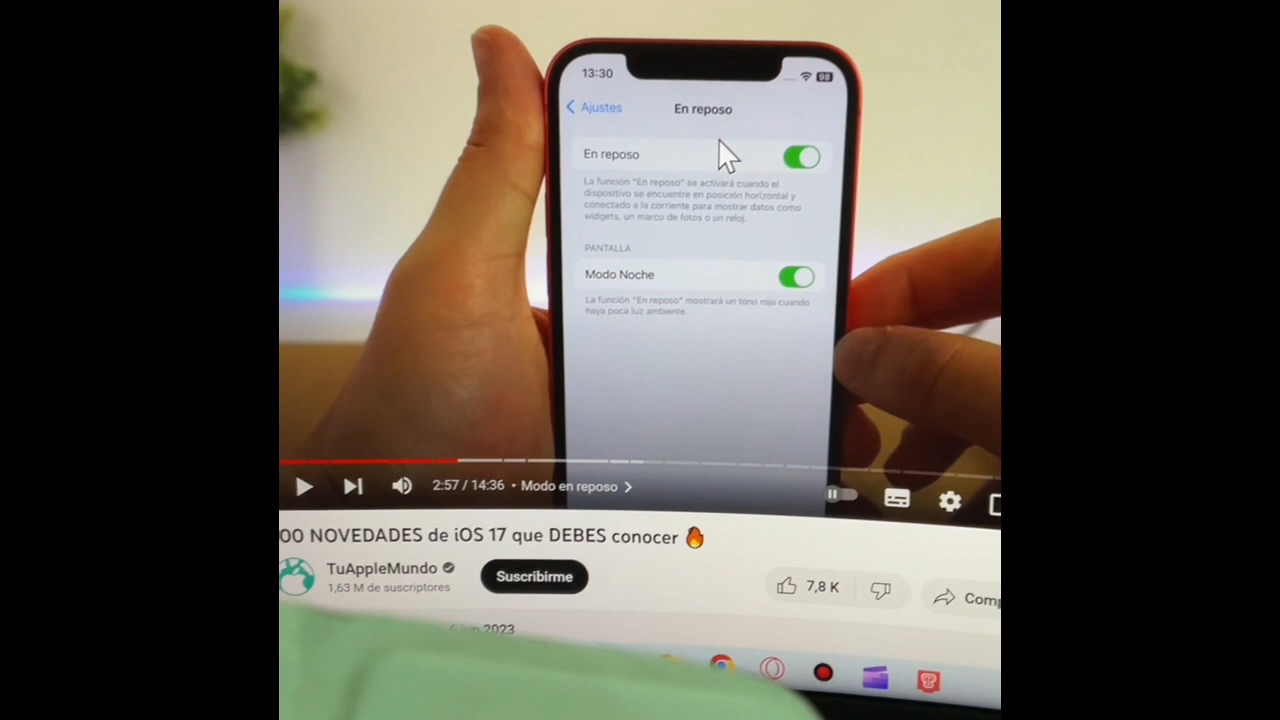 13:30
98
Ajustes
En reposo
En reposo
La función "En reposo" se activará cuando el
dispositivo se encuentre en posición horizontal y
conectado a la corriente para mostrar datos como
widgets, un marco de fotos o un reloj.
PANTALLA
Modo Noche
La función "En reposo" mostrará un tono rojo cuando
haya poca luz ambiente.
2:57 / 14:36 • Modo en reposo
00 NOVEDADES de iOS 17 que DEBES conocer 🔥
TuAppleMundo
1,63 M de suscriptores
Suscribirme
7,8 K
Comp
6 jun 2023